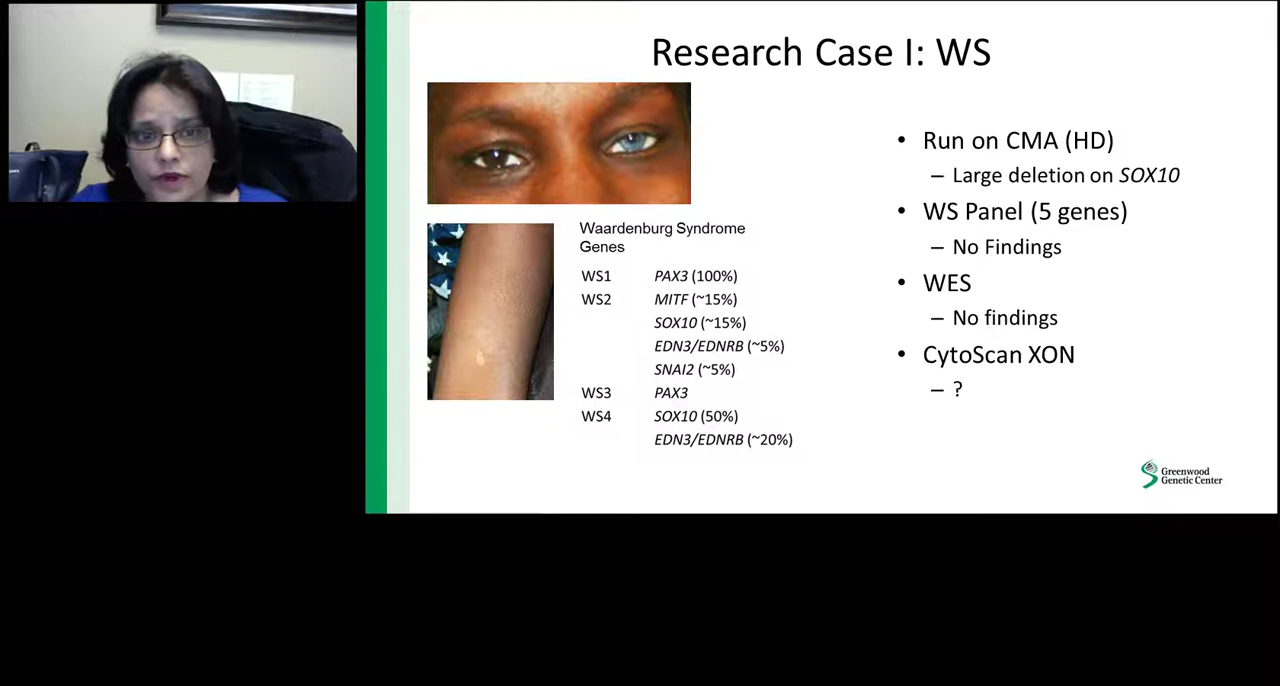 Research Case I: WS
Waardenburg Syndrome
Genes
WS1 PAX3 (100%)
WS2 MITF (~15%)
SOX10 (~15%)
EDN3/EDNRB (~5%)
SNAI2 (~5%)
WS3 PAX3
WS4 SOX10 (50%)
EDN3/EDNRB (~20%)
• Run on CMA (HD)
– Large deletion on SOX10
• WS Panel (5 genes)
– No Findings
• WES
– No findings
• CytoScan XON
– ?
Greenwood
Genetic Center